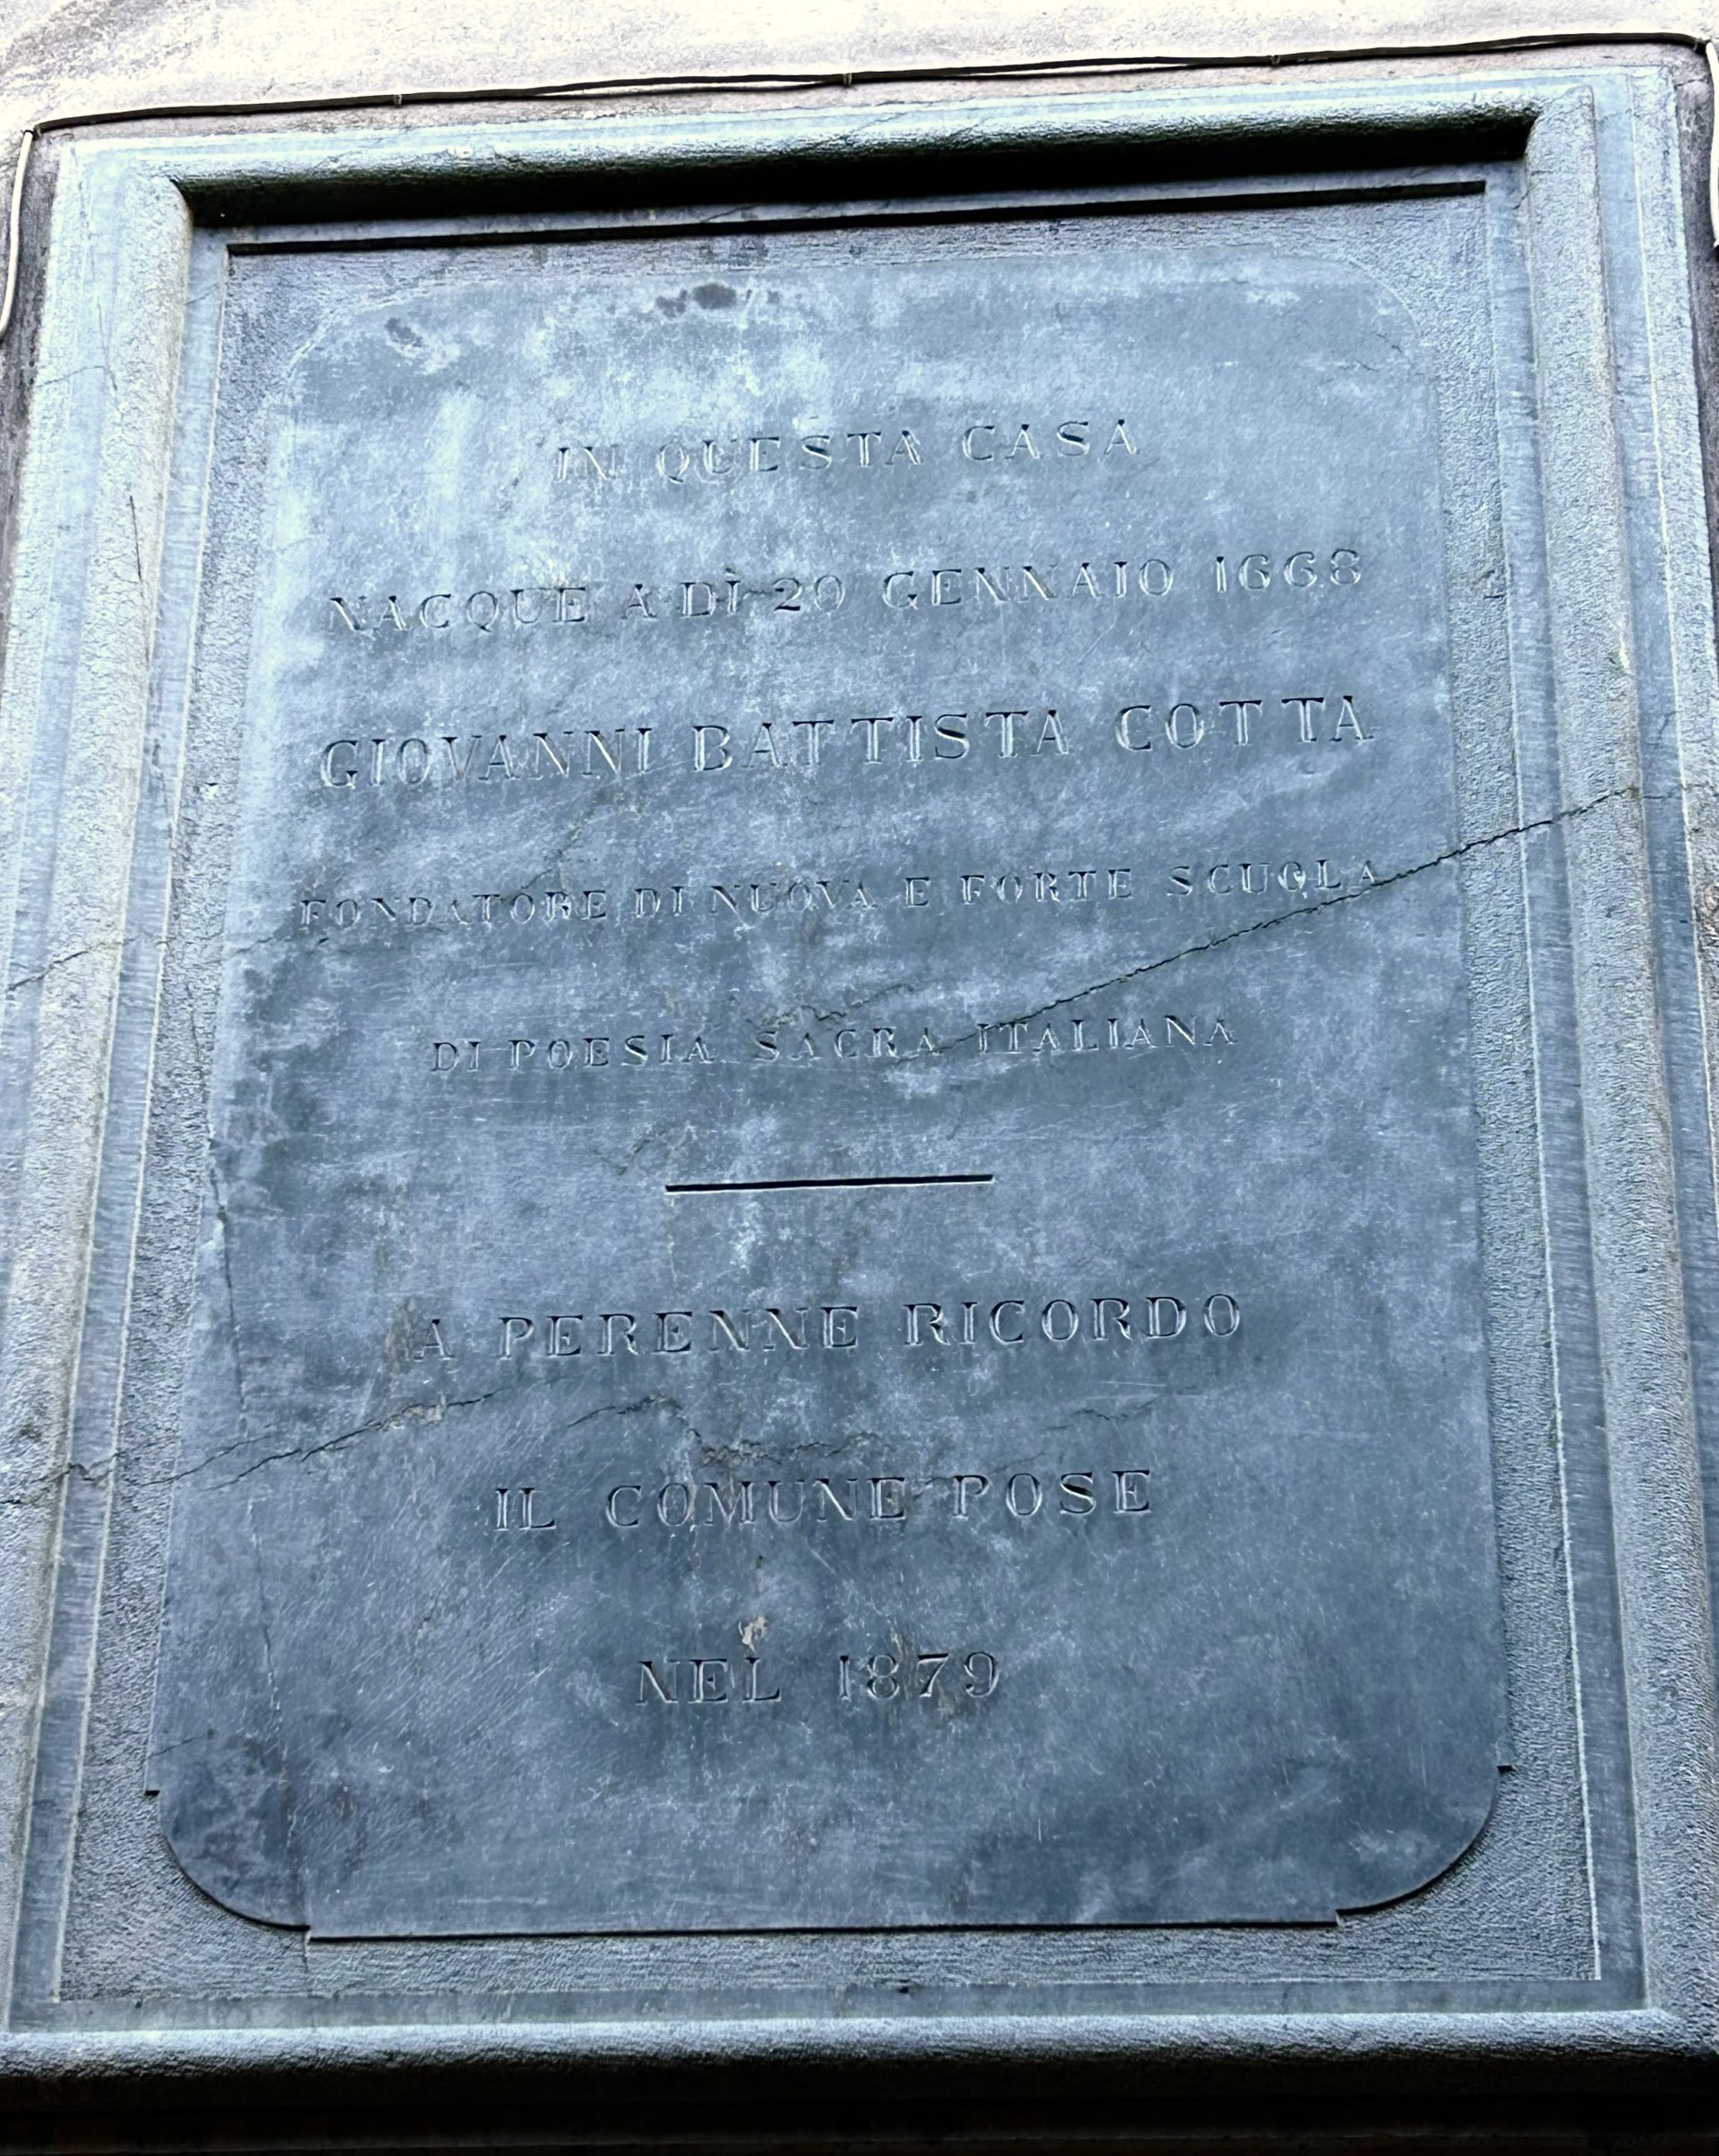 IN QUESTA CASA
NACQUE A DÌ 20 GENNAIO 1668
GIOVANNI BATTISTA COTTA
FONDATORE DI NUOVA E FORTE SCUOLA
DI POESIA SACRA ITALIANA
A PERENNE RICORDO
IL COMUNE POSE
NEL 1879